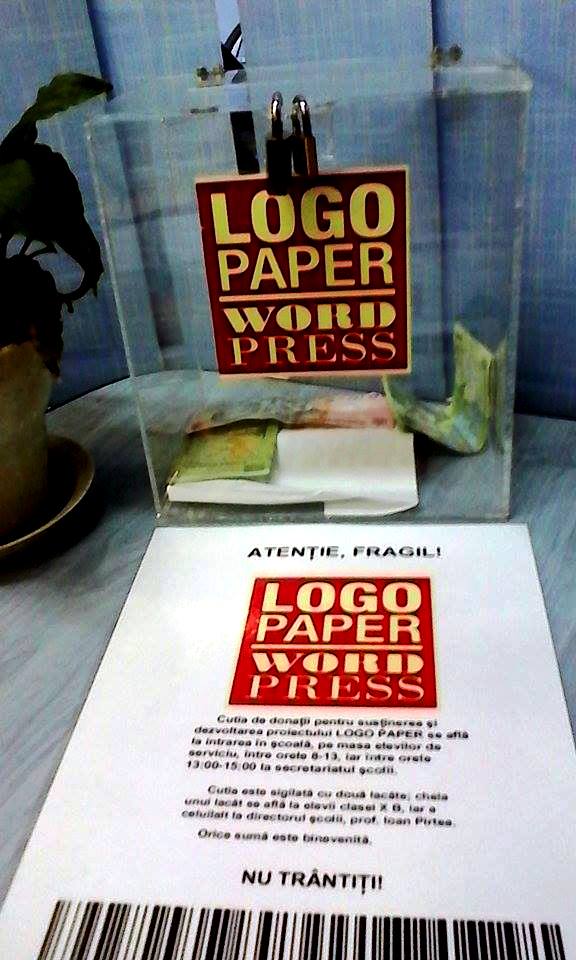 LOGO
PAPER
WORD
PRESS
ATENȚIE, FRAGIL!
LOGO
PAPER
WORD
PRESS
Cutia de donații pentru susținerea și
dezvoltarea proiectului LOGO PAPER se află
la intrarea în școală, pe masa elevilor de
serviciu, între orele 8-13, iar între orele
13:00-15:00 la secretariatul școlii.
Cutia este sigilată cu două lacăte; cheia
unui lacăt se află la elevii clasei X B, iar a
celuilalt la directorul școlii, prof. Ioan Pirtea.
Orice sumă este binevenită.
NU TRÂNTIȚI!